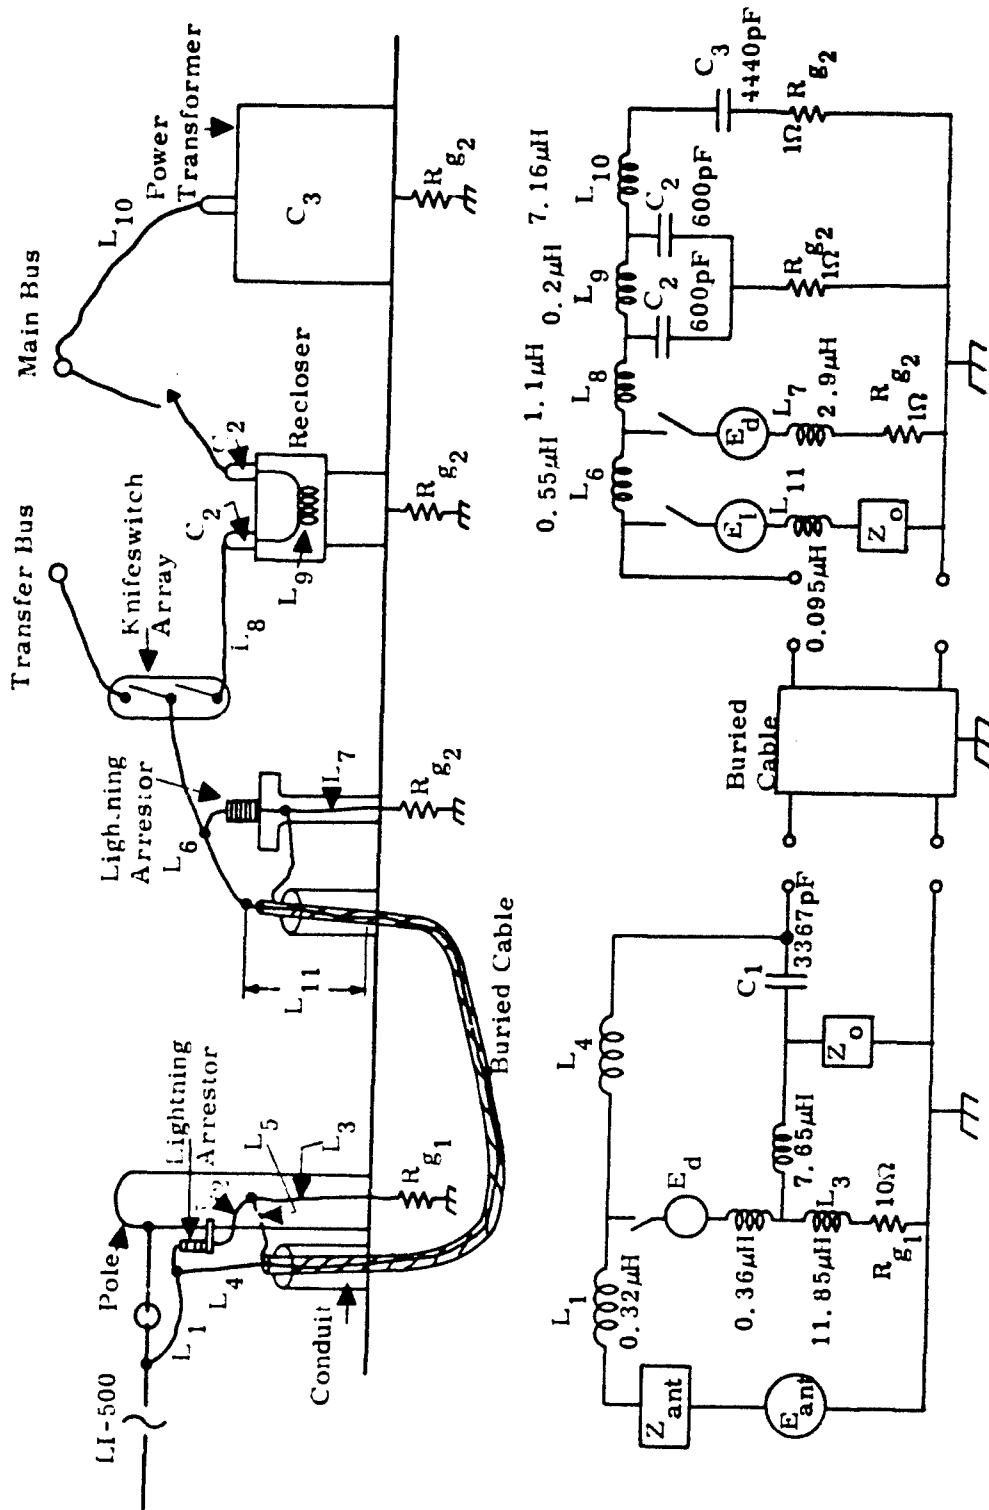 LI-500
Pole
L1
L4
Conduit
Lightning
Arrestor
L5
L3
Rg1
Buried Cable
L11
L6
Lightning
Arrestor
L7
Rg2
Transfer Bus
Knifeswitch
Array
L8
C2
C2
L9
Recloser
Rg2
Main Bus
L10
Power
Transformer
C3
Rg2
L1
0.32μH
Zant
Eant
Ed
0.36μH
L3
11.85μH
Rg1
10Ω
7.65μH
L4
C1
3367pF
Zo
Buried
Cable
0.55μH
L6
EI
L11
0.095μH
Zo
1.1μH
L8
Ed
L7
2.9μH
Rg2
1Ω
0.2μH
L9
C2
600pF
C2
600pF
Rg2
1Ω
7.16μH
L10
C3
4440pF
Rg2
1Ω